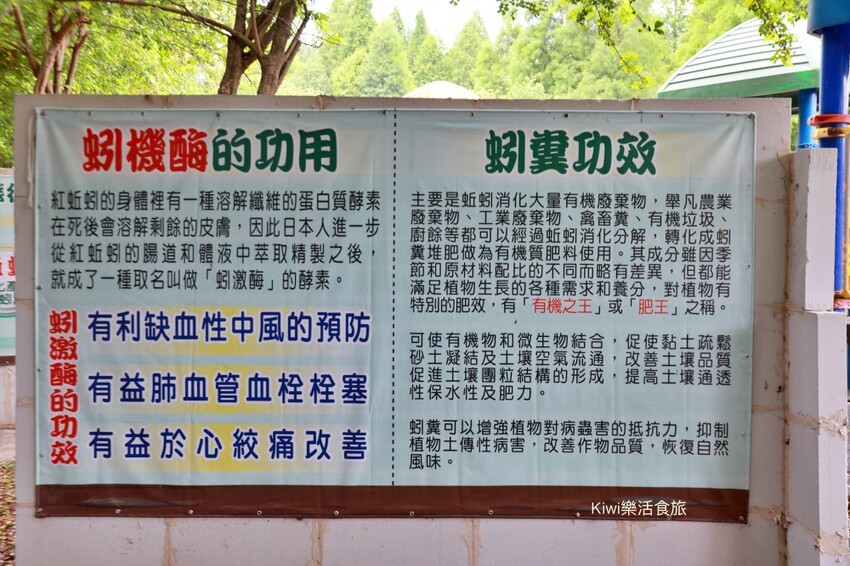 蚓機酶的功用
紅蚯蚓的身體裡有一種溶解纖維的蛋白質酵素
在死後會溶解剩餘的皮膚，因此日本人進一步
從紅蚯蚓的腸道和體液中萃取精製之後，
就成了一種取名叫做「蚓激酶」的酵素。
蚓激酶的功效
有利缺血性中風的預防
有益肺血管血栓栓塞
有益於心絞痛改善
蚓糞功效
主要是蚯蚓消化大量有機廢棄物，舉凡農業
廢棄物、工業廢棄物、禽畜糞、有機垃圾、
廚餘等都可以經過蚯蚓消化分解，轉化成蚓
糞堆肥做為有機質肥料使用。其成分雖因季
節和原材料配比的不同而略有差異，但都能
滿足植物生長的各種需求和養分，對植物有
特別的肥效，有「有機之王」或「肥王」之稱。
可使有機物和微生物結合，促使黏土疏鬆
砂土凝結及土壤空氣流通，改善土壤品質
促進土壤團粒結構的形成，提高土壤通透
性保水性及肥力。
蚓糞可以增強植物對病蟲害的抵抗力，抑制
植物土傳性病害，改善作物品質，恢復自然
風味。
Kiwi樂活食旅